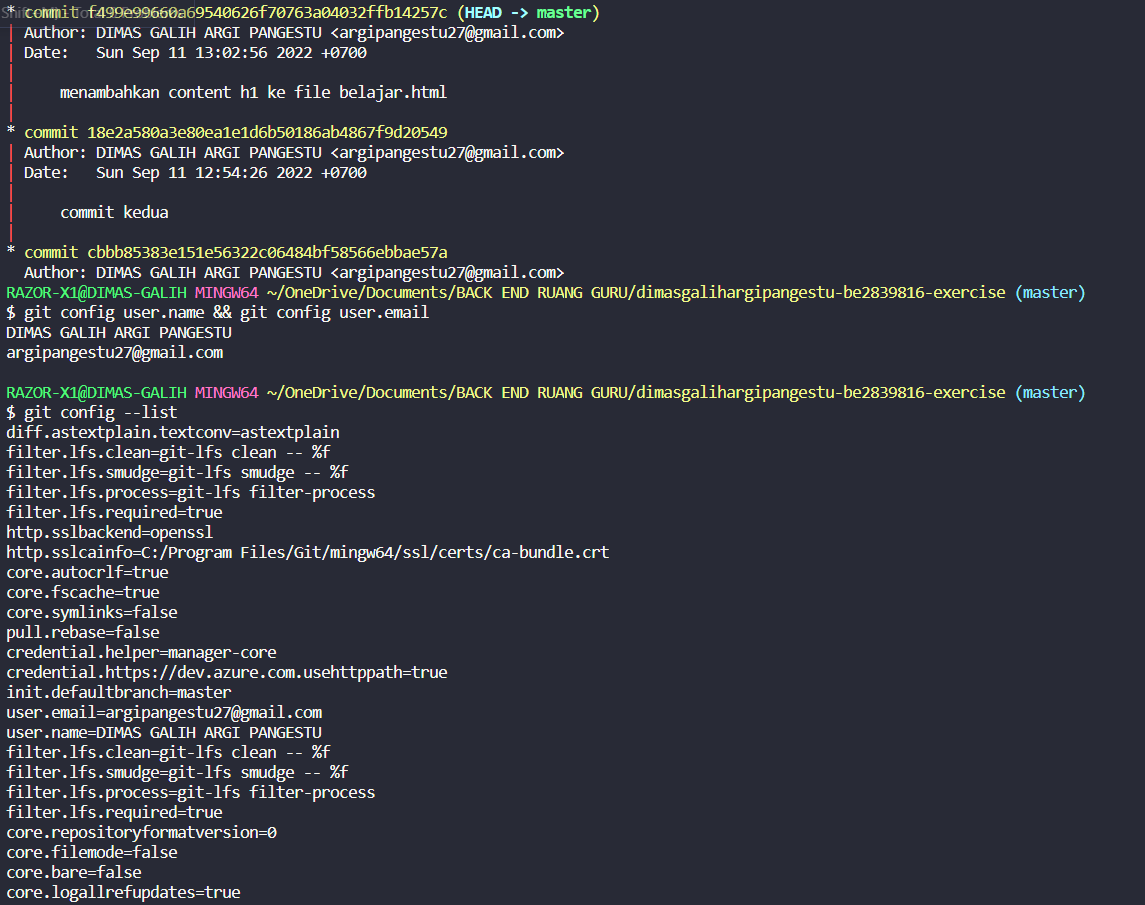 * commit f499e99660a69540626f70763a04032ffb14257c (HEAD -> master)
| Author: DIMAS GALIH ARGI PANGESTU <argipangestu27@gmail.com>
| Date:   Sun Sep 11 13:02:56 2022 +0700
|
|     menambahkan content h1 ke file belajar.html
|
* commit 18e2a580a3e80ea1e1d6b50186ab4867f9d20549
| Author: DIMAS GALIH ARGI PANGESTU <argipangestu27@gmail.com>
| Date:   Sun Sep 11 12:54:26 2022 +0700
|
|     commit kedua
|
* commit cbbb85383e151e56322c06484bf58566ebbae57a
  Author: DIMAS GALIH ARGI PANGESTU <argipangestu27@gmail.com>
RAZOR-X1@DIMAS-GALIH MINGW64 ~/OneDrive/Documents/BACK END RUANG GURU/dimasgalihargipangestu-be2839816-exercise (master)
$ git config user.name && git config user.email
DIMAS GALIH ARGI PANGESTU
argipangestu27@gmail.com

RAZOR-X1@DIMAS-GALIH MINGW64 ~/OneDrive/Documents/BACK END RUANG GURU/dimasgalihargipangestu-be2839816-exercise (master)
$ git config --list
diff.astextplain.textconv=astextplain
filter.lfs.clean=git-lfs clean -- %f
filter.lfs.smudge=git-lfs smudge -- %f
filter.lfs.process=git-lfs filter-process
filter.lfs.required=true
http.sslbackend=openssl
http.sslcainfo=C:/Program Files/Git/mingw64/ssl/certs/ca-bundle.crt
core.autocrlf=true
core.fscache=true
core.symlinks=false
pull.rebase=false
credential.helper=manager-core
credential.https://dev.azure.com.usehttppath=true
init.defaultbranch=master
user.email=argipangestu27@gmail.com
user.name=DIMAS GALIH ARGI PANGESTU
filter.lfs.clean=git-lfs clean -- %f
filter.lfs.smudge=git-lfs smudge -- %f
filter.lfs.process=git-lfs filter-process
filter.lfs.required=true
core.repositoryformatversion=0
core.filemode=false
core.bare=false
core.logallrefupdates=true